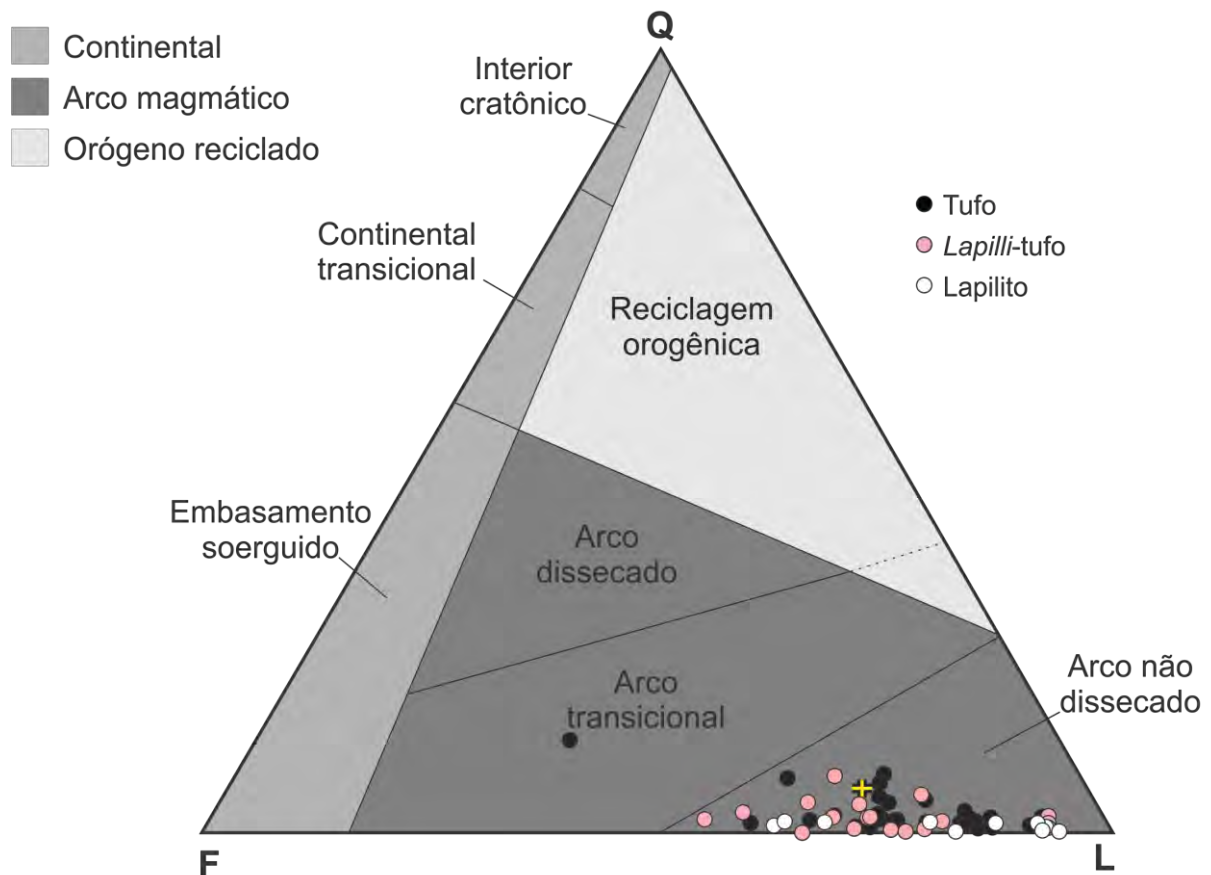 Q
Continental
Arco magmático
Orógeno reciclado
Interior
cratônico
Tufo
Lapilli-tufo
Lapilito
Continental
transicional
Reciclagem
orogênica
Embasamento
soerguido
Arco
dissecado
Arco
transicional
Arco não
dissecado
F
L